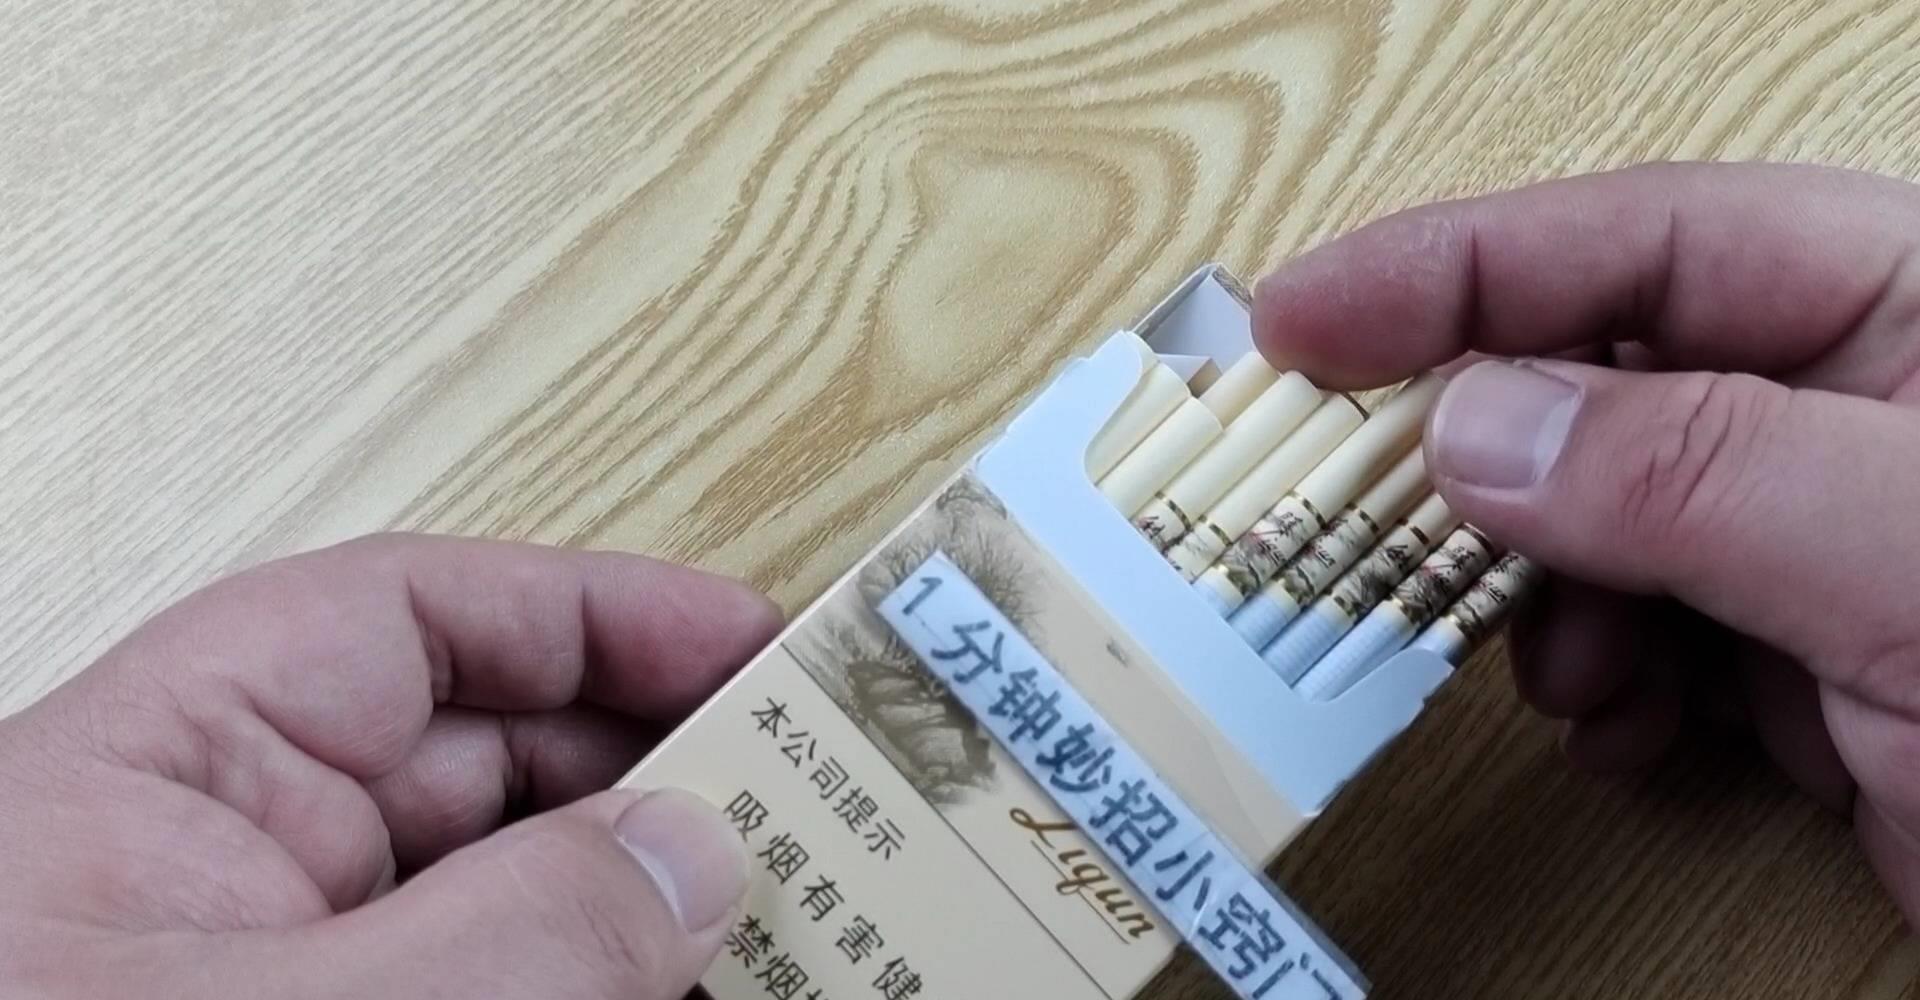 1分钟妙招小窍门
Liqun
本公司提示
吸烟有害健
禁烟